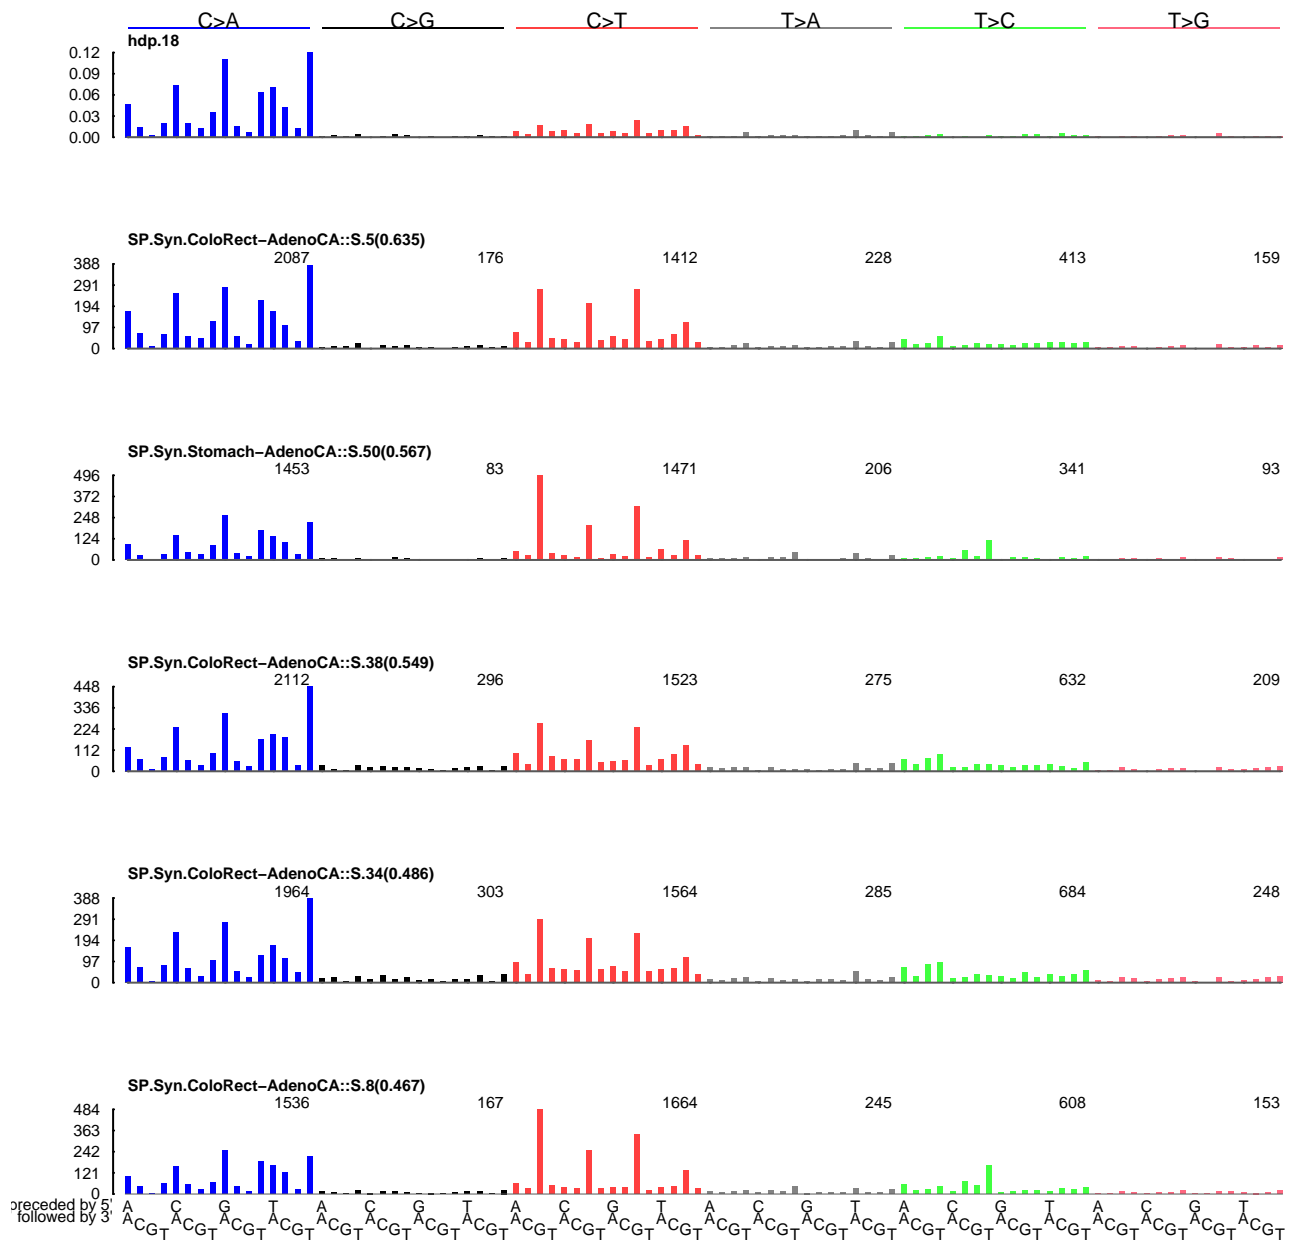 C>A C>G C>T T>A T>C T>G
hdp.18
0.12
0.09
0.06
0.03
0.00
SP.Syn.ColoRect−AdenoCA::S.5(0.635)
2087 176 1412 228 413 159
388
291
194
97
0
SP.Syn.Stomach−AdenoCA::S.50(0.567)
1453 83 1471 206 341 93
496
372
248
124
0
SP.Syn.ColoRect−AdenoCA::S.38(0.549)
2112 296 1523 275 632 209
448
336
224
112
0
SP.Syn.ColoRect−AdenoCA::S.34(0.486)
1964 303 1564 285 684 248
388
291
194
97
0
SP.Syn.ColoRect−AdenoCA::S.8(0.467)
1536 167 1664 245 608 153
484
363
242
121
0
preceded by 5' A C G T A C G T A C G T A C G T A C G T A C G T
followed by 3' A C G T A C G T A C G T A C G T A C G T A C G T A C G T A C G T A C G T A C G T A C G T A C G T A C G T A C G T A C G T A C G T A C G T A C G T A C G T A C G T A C G T A C G T A C G T A C G T